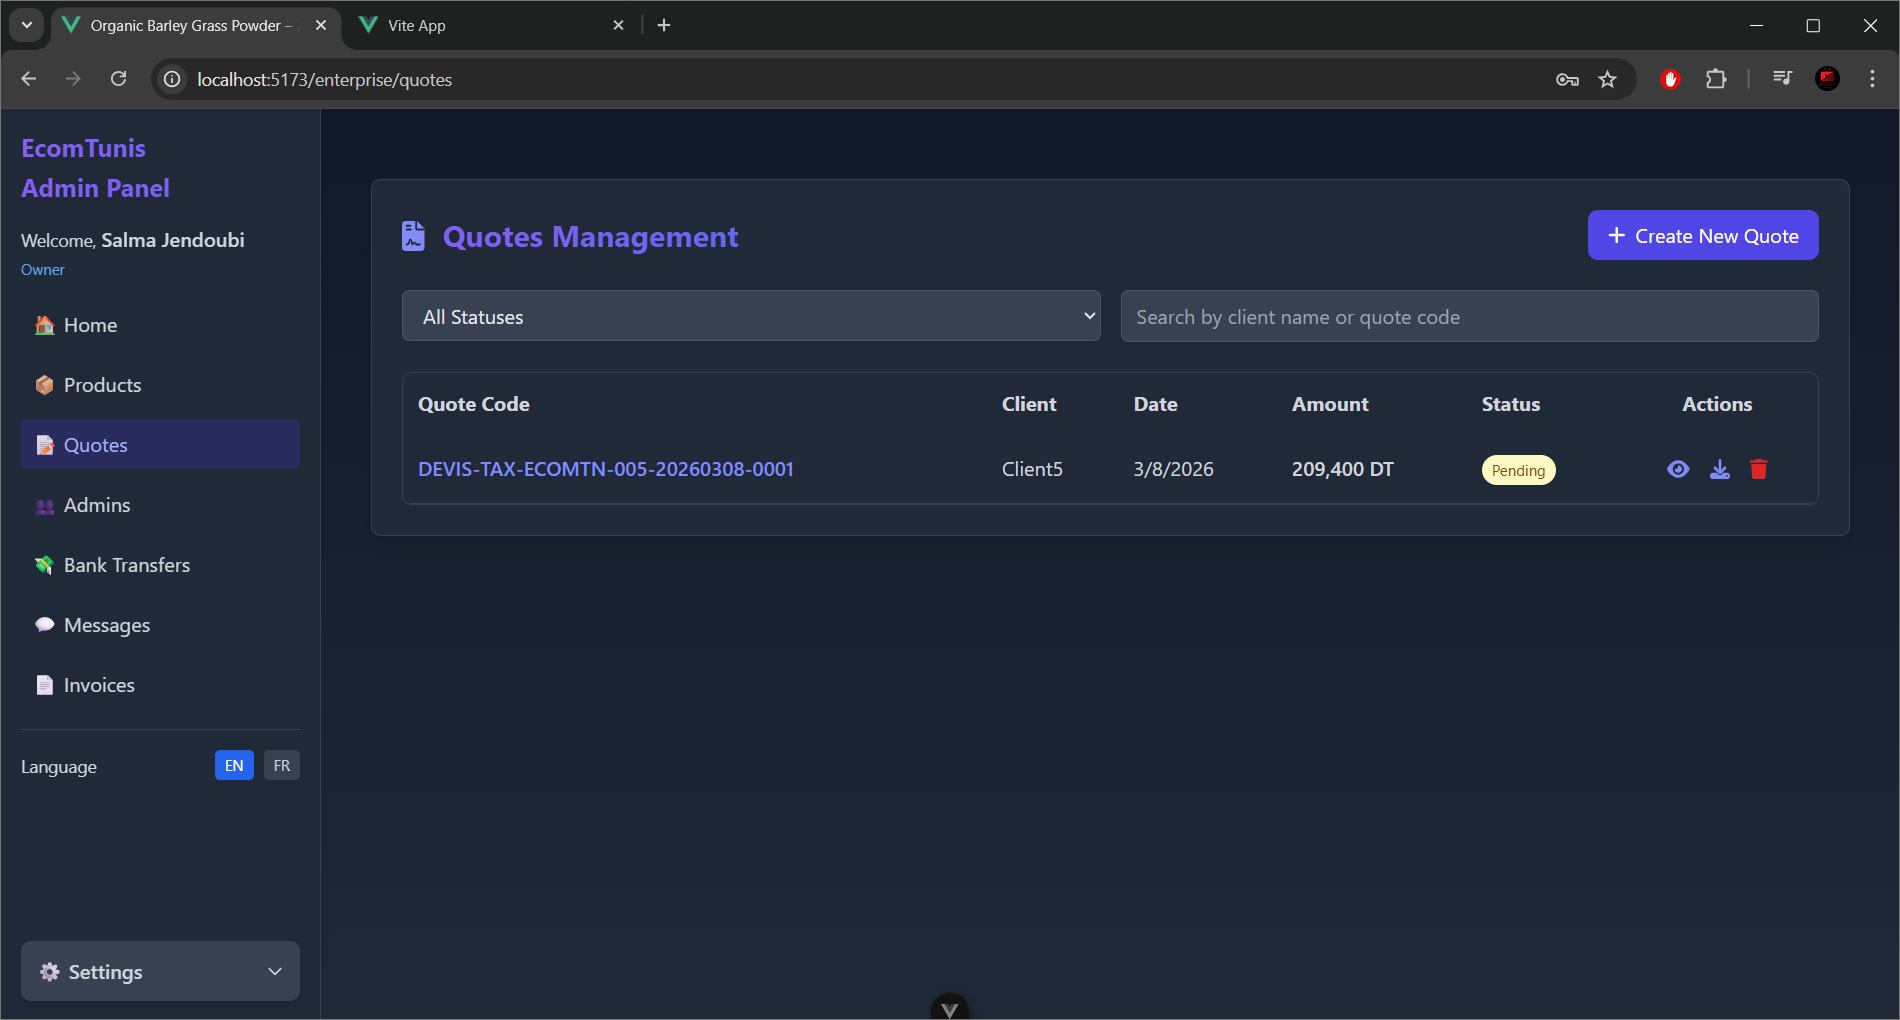 Organic Barley Grass Powder –
Vite App
localhost:5173/enterprise/quotes
EcomTunis
Admin Panel
Welcome, Salma Jendoubi
Owner
Home
Products
Quotes
Admins
Bank Transfers
Messages
Invoices
Language EN FR
Settings
Quotes Management
Create New Quote
All Statuses
Search by client name or quote code
Quote Code Client Date Amount Status Actions
DEVIS-TAX-ECOMTN-005-20260308-0001 Client5 3/8/2026 209,400 DT Pending